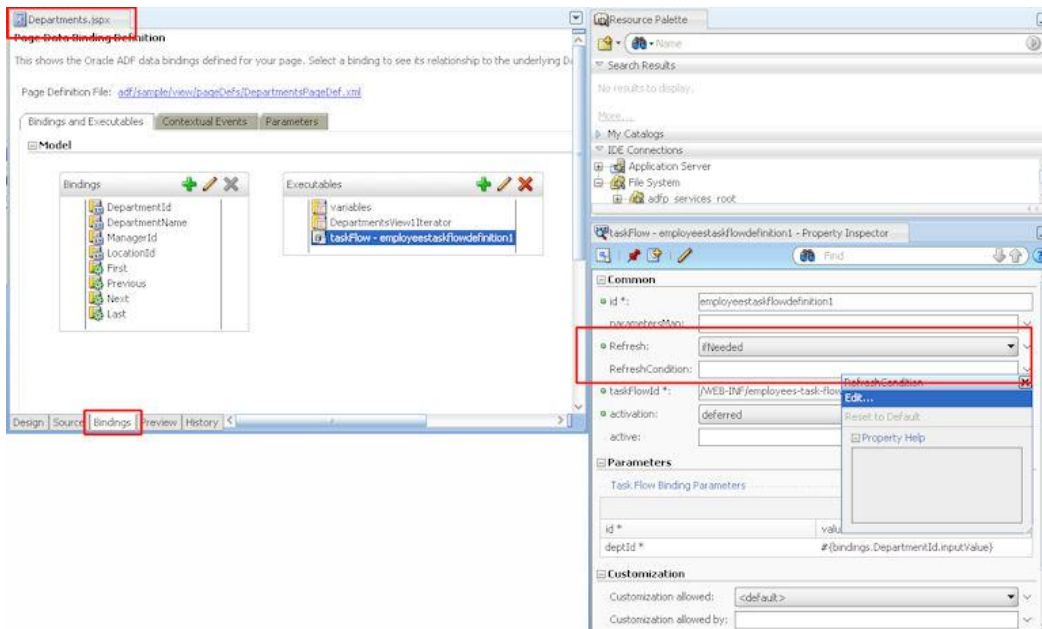 Departments.jspx
Page Data Binding Definition
This shows the Oracle ADF data bindings defined for your page. Select a binding to see its relationship to the underlying D
Page Definition File: adf/sample/view/pageDefs/DepartmentsPageDef.xml
Bindings and Executables Contextual Events Parameters
Model
Bindings
DepartmentId
DepartmentName
ManagerId
LocationId
First
Previous
Next
Last
Executables
variables
DepartmentsView1Iterator
taskFlow - employeestaskflowdefinition1
Design Source Bindings Preview History
Resource Palette
Name
Search Results
No results to display.
More...
My Catalogs
IDE Connections
Application Server
File System
adfp_services_root
taskFlow - employeestaskflowdefinition1 - Property Inspector
Find
Common
id *: employeestaskflowdefinition1
parametersMap:
Refresh: ifNeeded
RefreshCondition:
taskFlowId *: /WEB-INF/employees-task-flow
activation: deferred
active:
RefreshCondition
Edit...
Reset to Default
Property Help
Parameters
Task Flow Binding Parameters
id * valu
deptId * #{bindings.DepartmentId.inputValue}
Customization
Customization allowed: <default>
Customization allowed by: